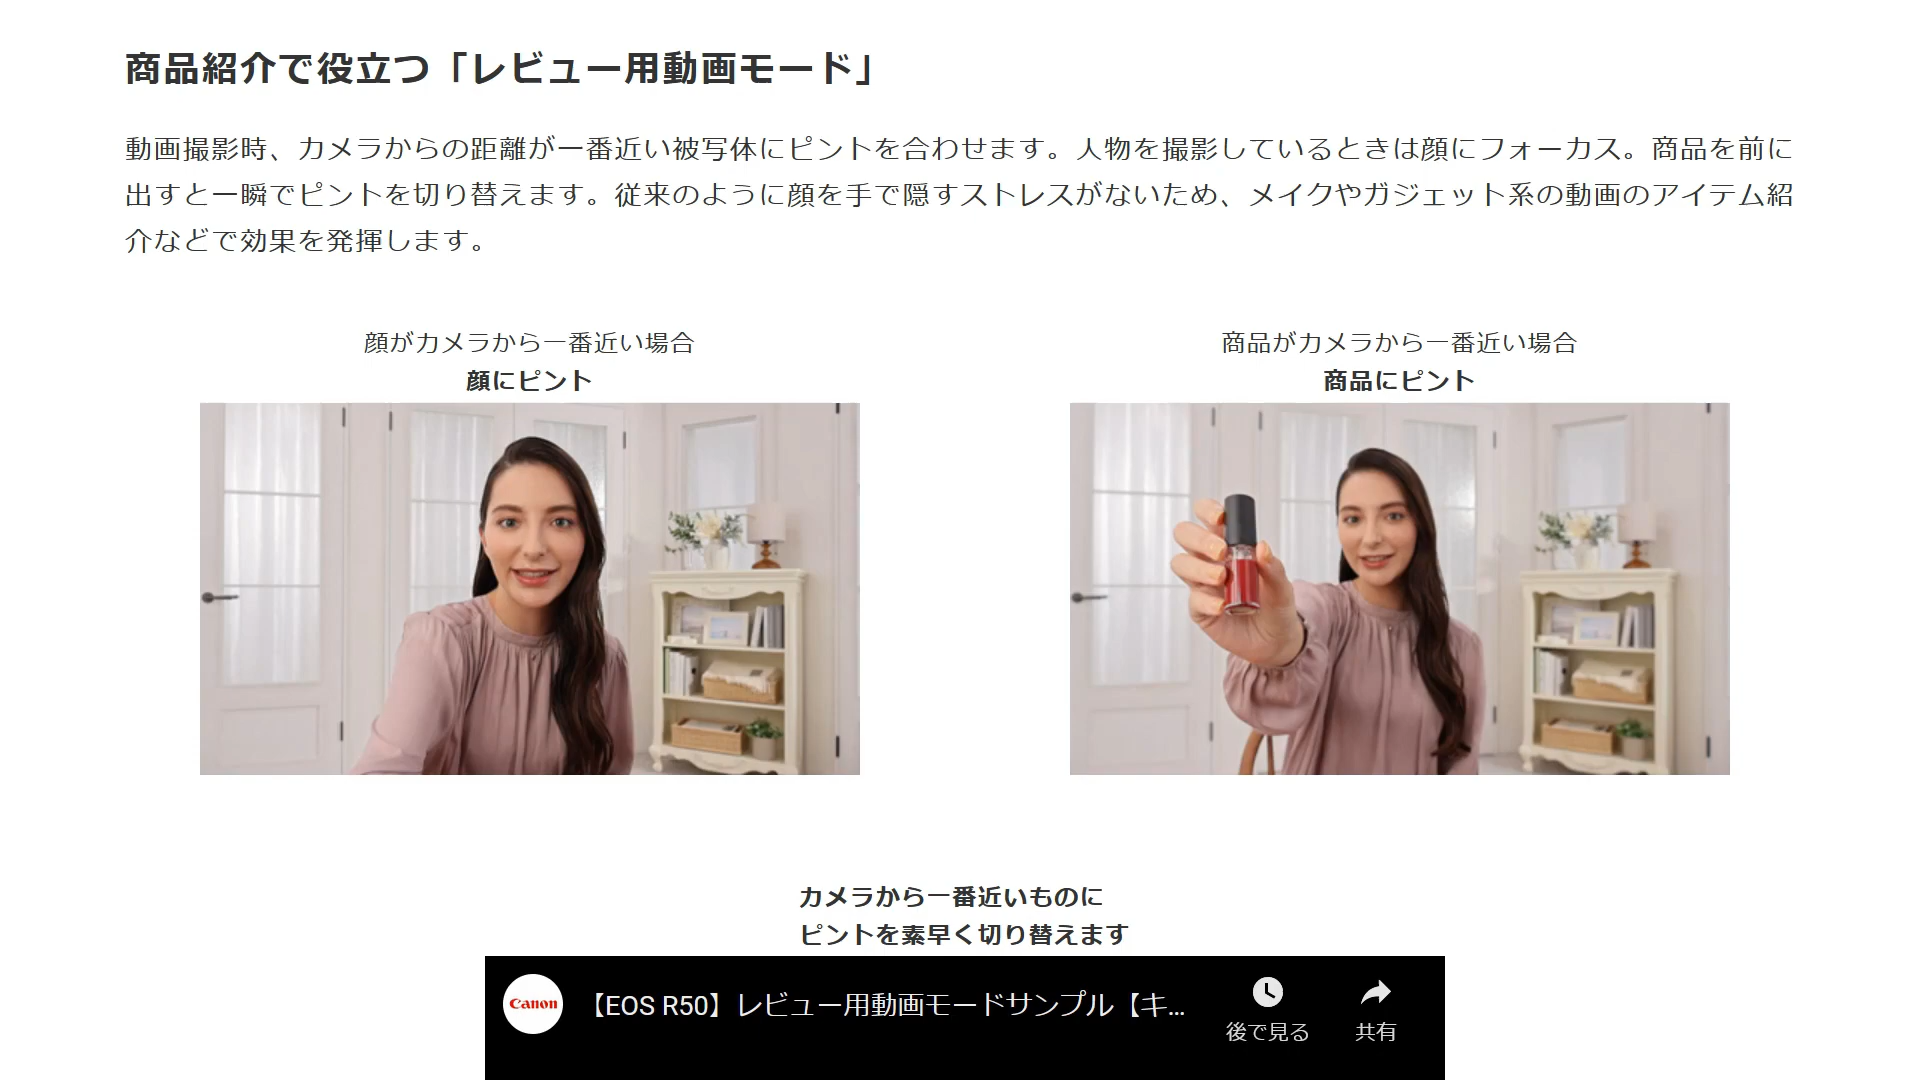 商品紹介で役立つ「レビュー用動画モード」
動画撮影時、カメラからの距離が一番近い被写体にピントを合わせます。人物を撮影しているときは顔にフォーカス。商品を前に
出すと一瞬でピントを切り替えます。従来のように顔を手で隠すストレスがないため、メイクやガジェット系の動画のアイテム紹
介などで効果を発揮します。
顔がカメラから一番近い場合
顔にピント
商品がカメラから一番近い場合
商品にピント
カメラから一番近いものに
ピントを素早く切り替えます
Canon
【EOS R50】レビュー用動画モードサンプル【キ...
後で見る
共有